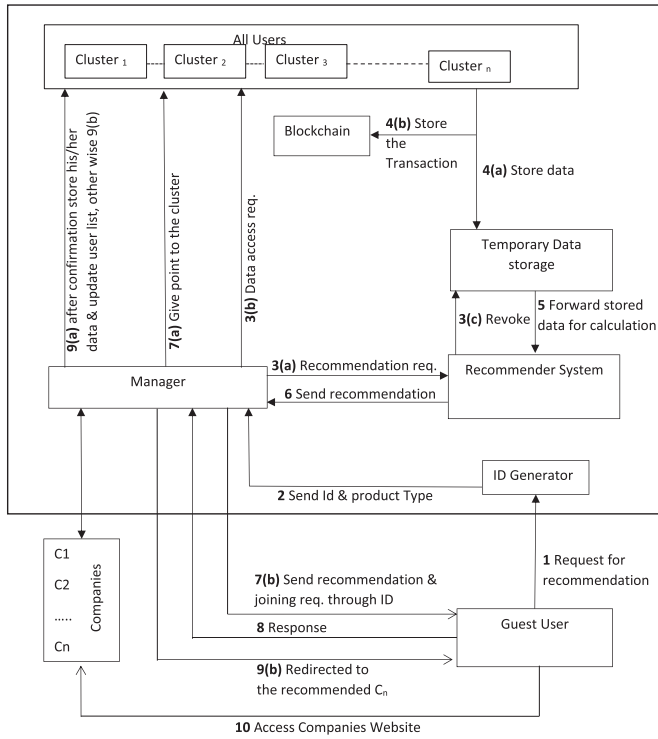 All Users
Cluster 1
Cluster 2
Cluster 3
Cluster n
Blockchain
4(b) Store
the
Transaction
4(a) Store data
9(a) after confirmation store his/her
data & update user list, other wise 9(b)
7(a) Give point to the cluster
3(b) Data access req.
Temporary Data
storage
3(c) Revoke
5 Forward stored
data for calculation
Manager
3(a) Recommendation req.
6 Send recommendation
Recommender System
ID Generator
2 Send Id & product Type
C1
C2
.....
Cn
Companies
1 Request for
recommendation
7(b) Send recommendation &
joining req. through ID
8 Response
Guest User
9(b) Redirected to
the recommended Cn
10 Access Companies Website